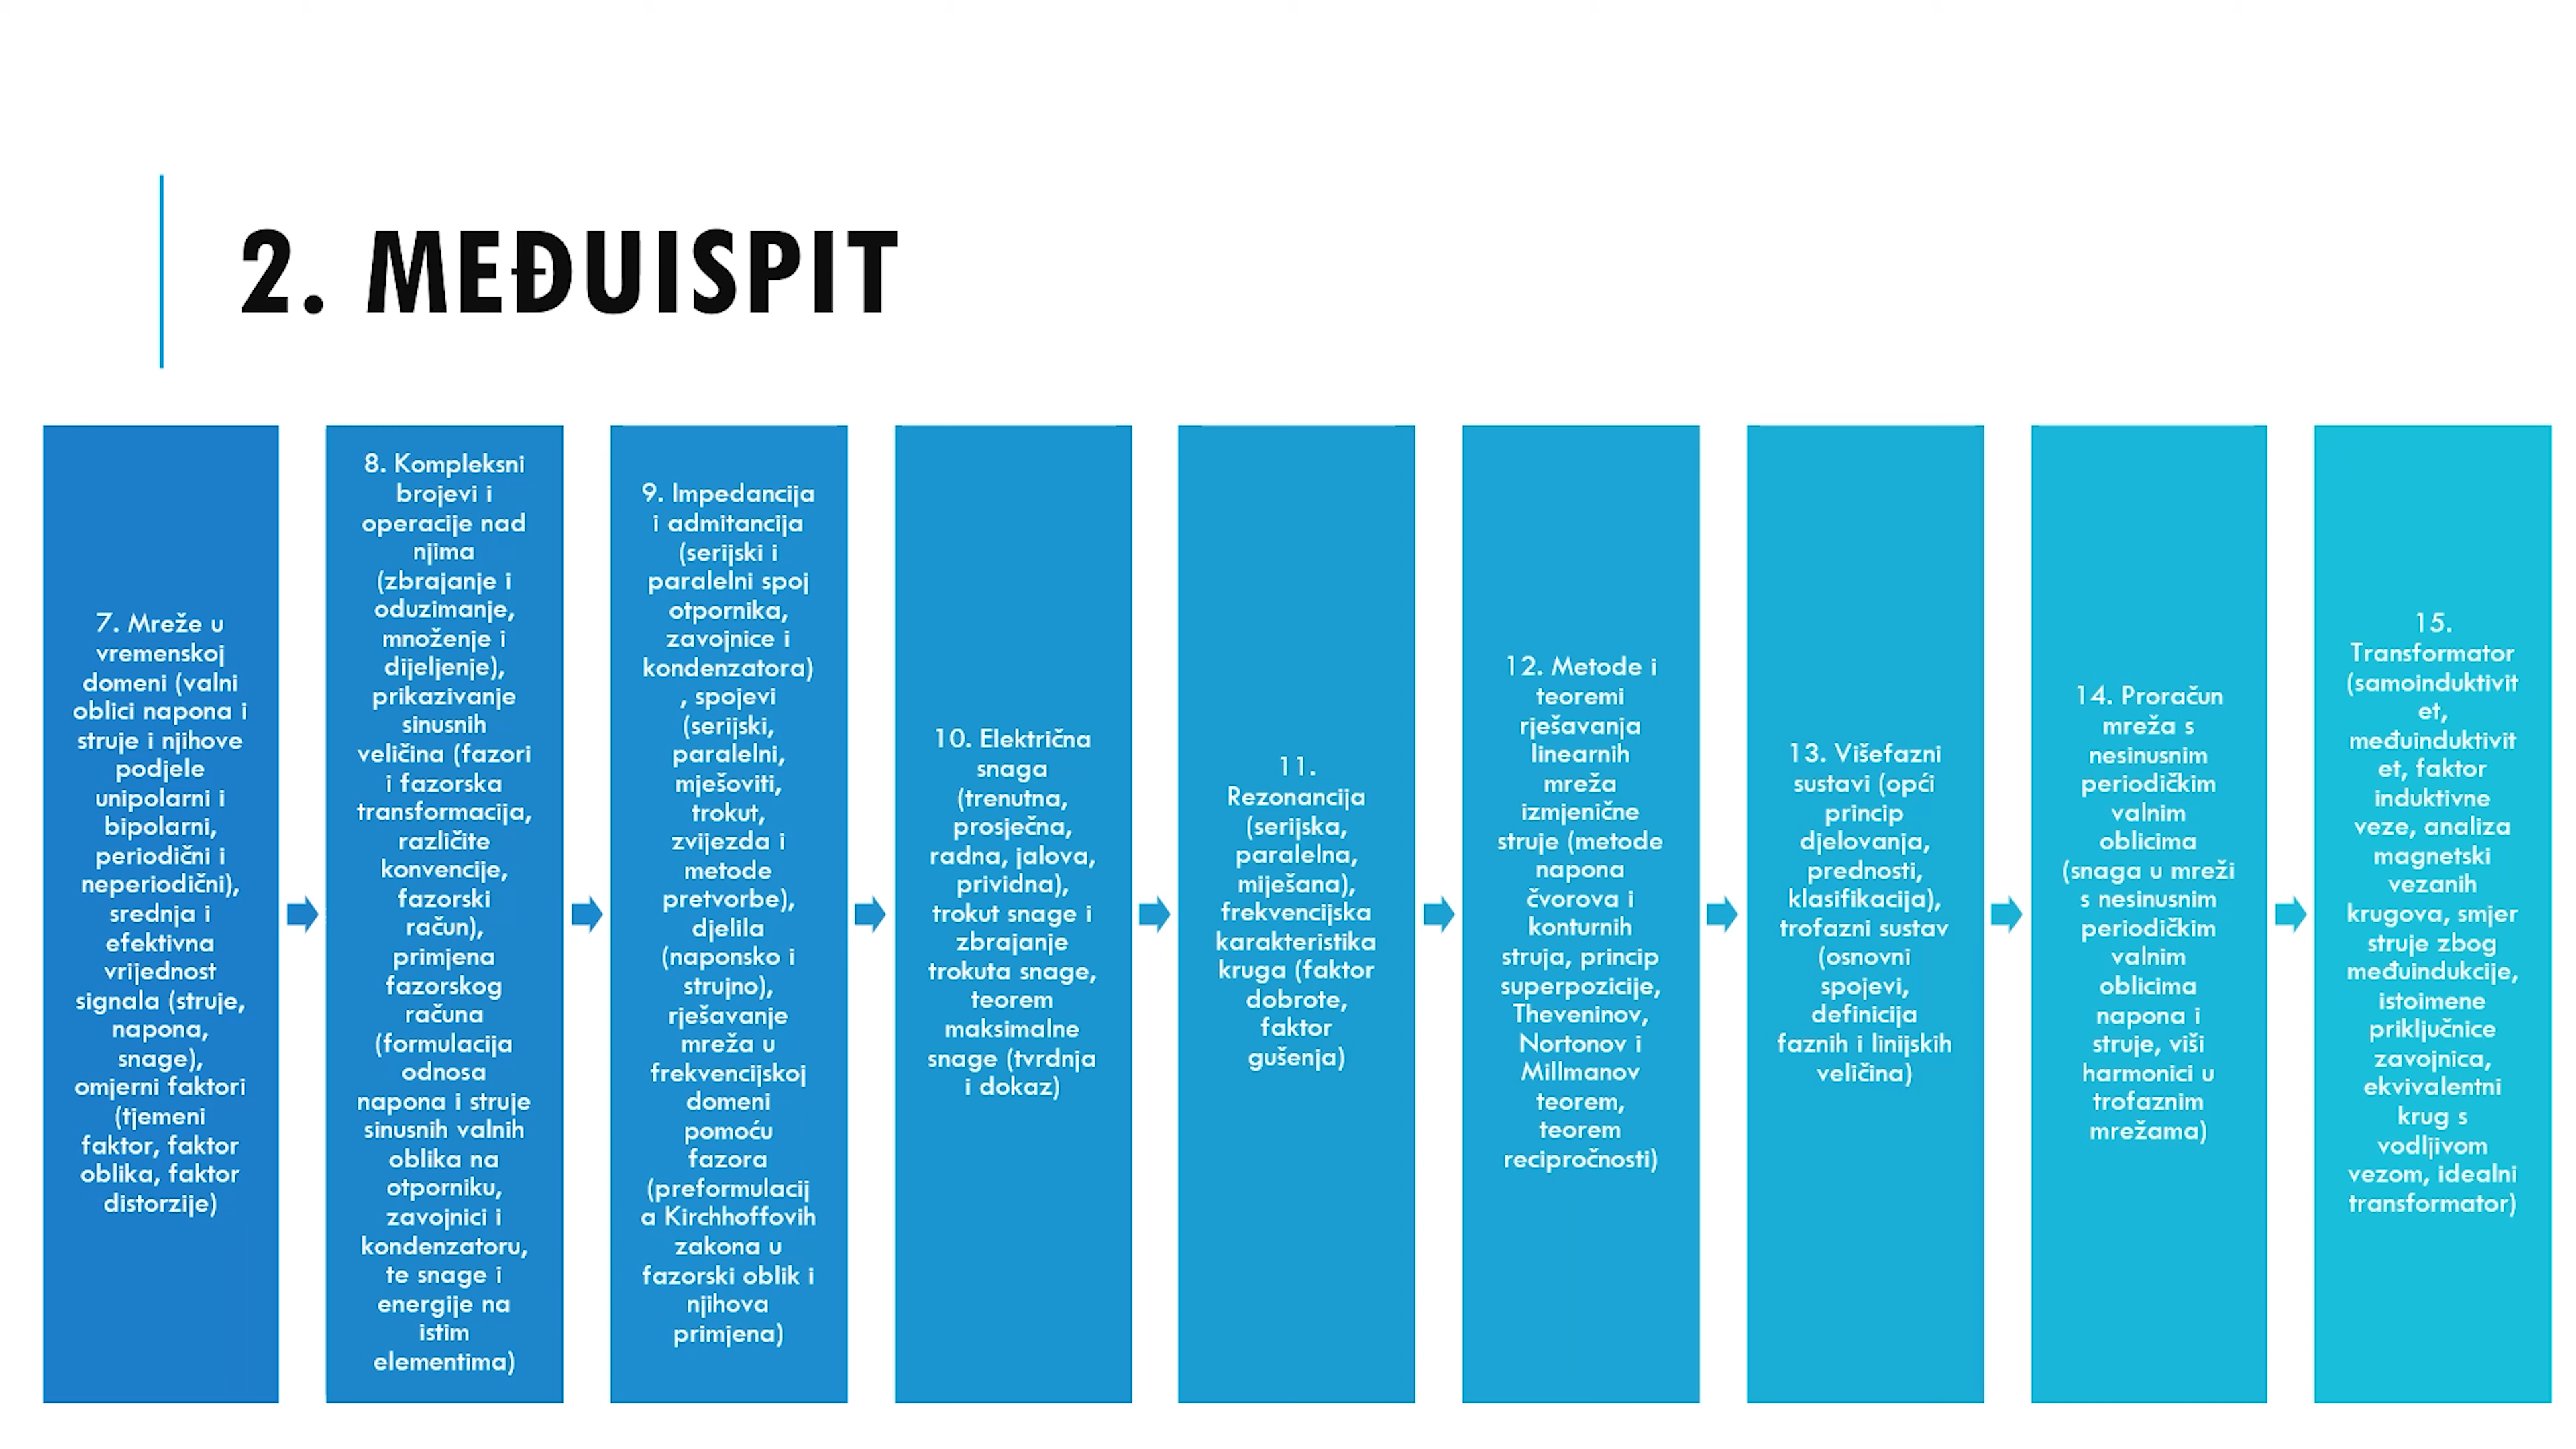 2. MEĐUISPIT
7. Mreže u
vremenskoj
domeni (valni
oblici napona i
struje i njihove
podjele
unipolarni i
bipolarni,
periodični i
neperiodični),
srednja i
efektivna
vrijednost
signala (struje,
napona,
snage),
omjerni faktori
(tjemeni
faktor, faktor
oblika, faktor
distorzije)
8. Kompleksni
brojevi i
operacije nad
njima
(zbrajanje i
oduzimanje,
množenje i
dijeljenje),
prikazivanje
sinusnih
veličina (fazori
i fazorska
transformacija,
različite
konvencije,
fazorski
račun),
primjena
fazorskog
računa
(formulacija
odnosa
napona i struje
sinusnih valnih
oblika na
otporniku,
zavojnici i
kondenzatoru,
te snage i
energije na
istim
elementima)
9. Impedancija
i admitancija
(serijski i
paralelni spoj
otpornika,
zavojnice i
kondenzatora)
, spojevi
(serijski,
paralelni,
mješoviti,
trokut,
zvijezda i
metode
pretvorbe),
djelila
(naponsko i
strujno),
rješavanje
mreža u
frekvencijskoj
domeni
pomoću
fazora
(preformulacij
a Kirchhoffovih
zakona u
fazorski oblik i
njihova
primjena)
10. Električna
snaga
(trenutna,
prosječna,
radna, jalova,
prividna),
trokut snage i
zbrajanje
trokuta snage,
teorem
maksimalne
snage (tvrdnja
i dokaz)
11.
Rezonancija
(serijska,
paralelna,
miješana),
frekvencijska
karakteristika
kruga (faktor
dobrote,
faktor
gušenja)
12. Metode i
teoremi
rješavanja
linearnih
mreža
izmjenične
struje (metode
napona
čvorova i
konturnih
struja, princip
superpozicije,
Theveninov,
Nortonov i
Millmanov
teorem,
teorem
recipročnosti)
13. Višefazni
sustavi (opći
princip
djelovanja,
prednosti,
klasifikacija),
trofazni sustav
(osnovni
spojevi,
definicija
faznih i linijskih
veličina)
14. Proračun
mreža s
nesinusnim
periodičkim
valnim
oblicima
(snaga u mreži
s nesinusnim
periodičkim
valnim
oblicima
napona i
struje, viši
harmonici u
trofaznim
mrežama)
15.
Transformator
(samoinduktivit
et,
međuinduktivit
et, faktor
induktivne
veze, analiza
magnetski
vezanih
krugova, smjer
struje zbog
međuindukcije,
istoimene
priključnice
zavojnica,
ekvivalentni
krug s
vodljivom
vezom, idealni
transformator)